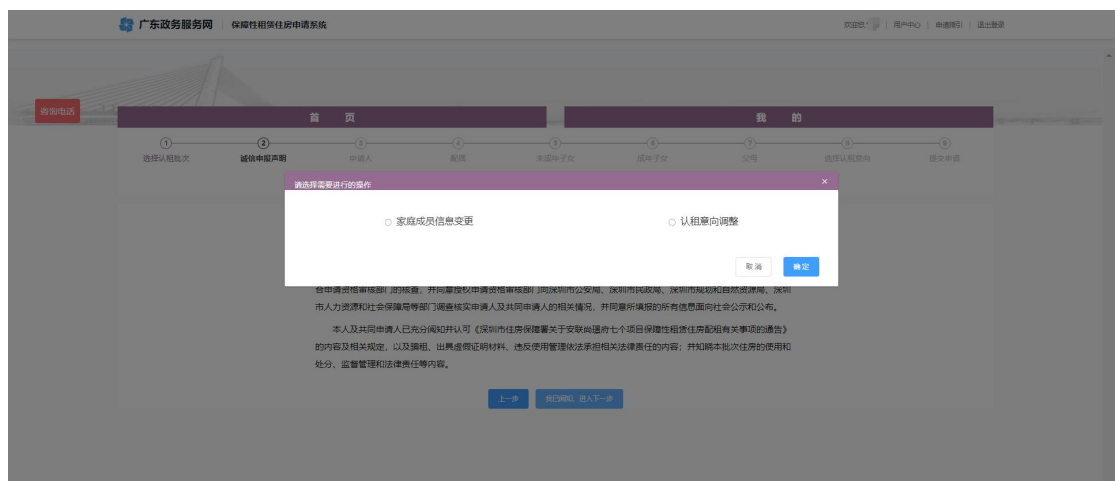 广东政务服务网 保障性租赁住房申请系统
欢迎您, 用户中心 申请指引 退出登录
咨询电话
首 页 我 的
1 2 3 4 5 6 7 8 9
选择认租批次 诚信申报声明 申请人 配偶 未成年子女 成年子女 父母 选择认租意向 提交申请
请选择需要进行的操作 ×
家庭成员信息变更 认租意向调整
取消 确定
合申请资格审核部门的核查,并同意授权申请资格审核部门向深圳市公安局、深圳市民政局、深圳市规划和自然资源局、深圳
市人力资源和社会保障局等部门调查核实申请人及共同申请人的相关情况,并同意所填报的所有信息面向社会公示和公布。
本人及共同申请人已充分阅知并认可《深圳市住房保障署关于安联尚璟府七个项目保障性租赁住房配租有关事项的通告》
的内容及相关规定,以及骗租、出具虚假证明材料、违反使用管理依法承担相关法律责任的内容;并知晓本批次住房的使用和
处分、监督管理和法律责任等内容。
上一步 我已阅知,进入下一步